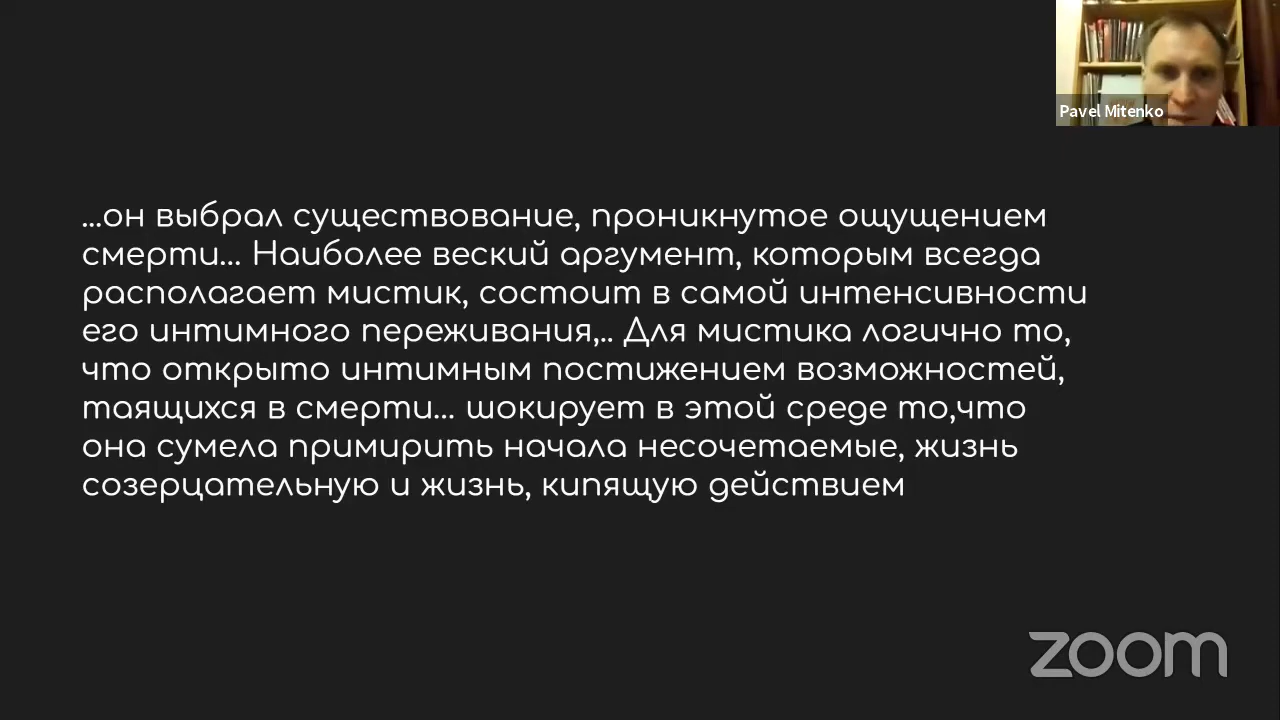 Pavel Mitenko
...он выбрал существование, проникнутое ощущением
смерти... Наиболее веский аргумент, которым всегда
располагает мистик, состоит в самой интенсивности
его интимного переживания,.. Для мистика логично то,
что открыто интимным постижением возможностей,
таящихся в смерти... шокирует в этой среде то,что
она сумела примирить начала несочетаемые, жизнь
созерцательную и жизнь, кипящую действием
zoom